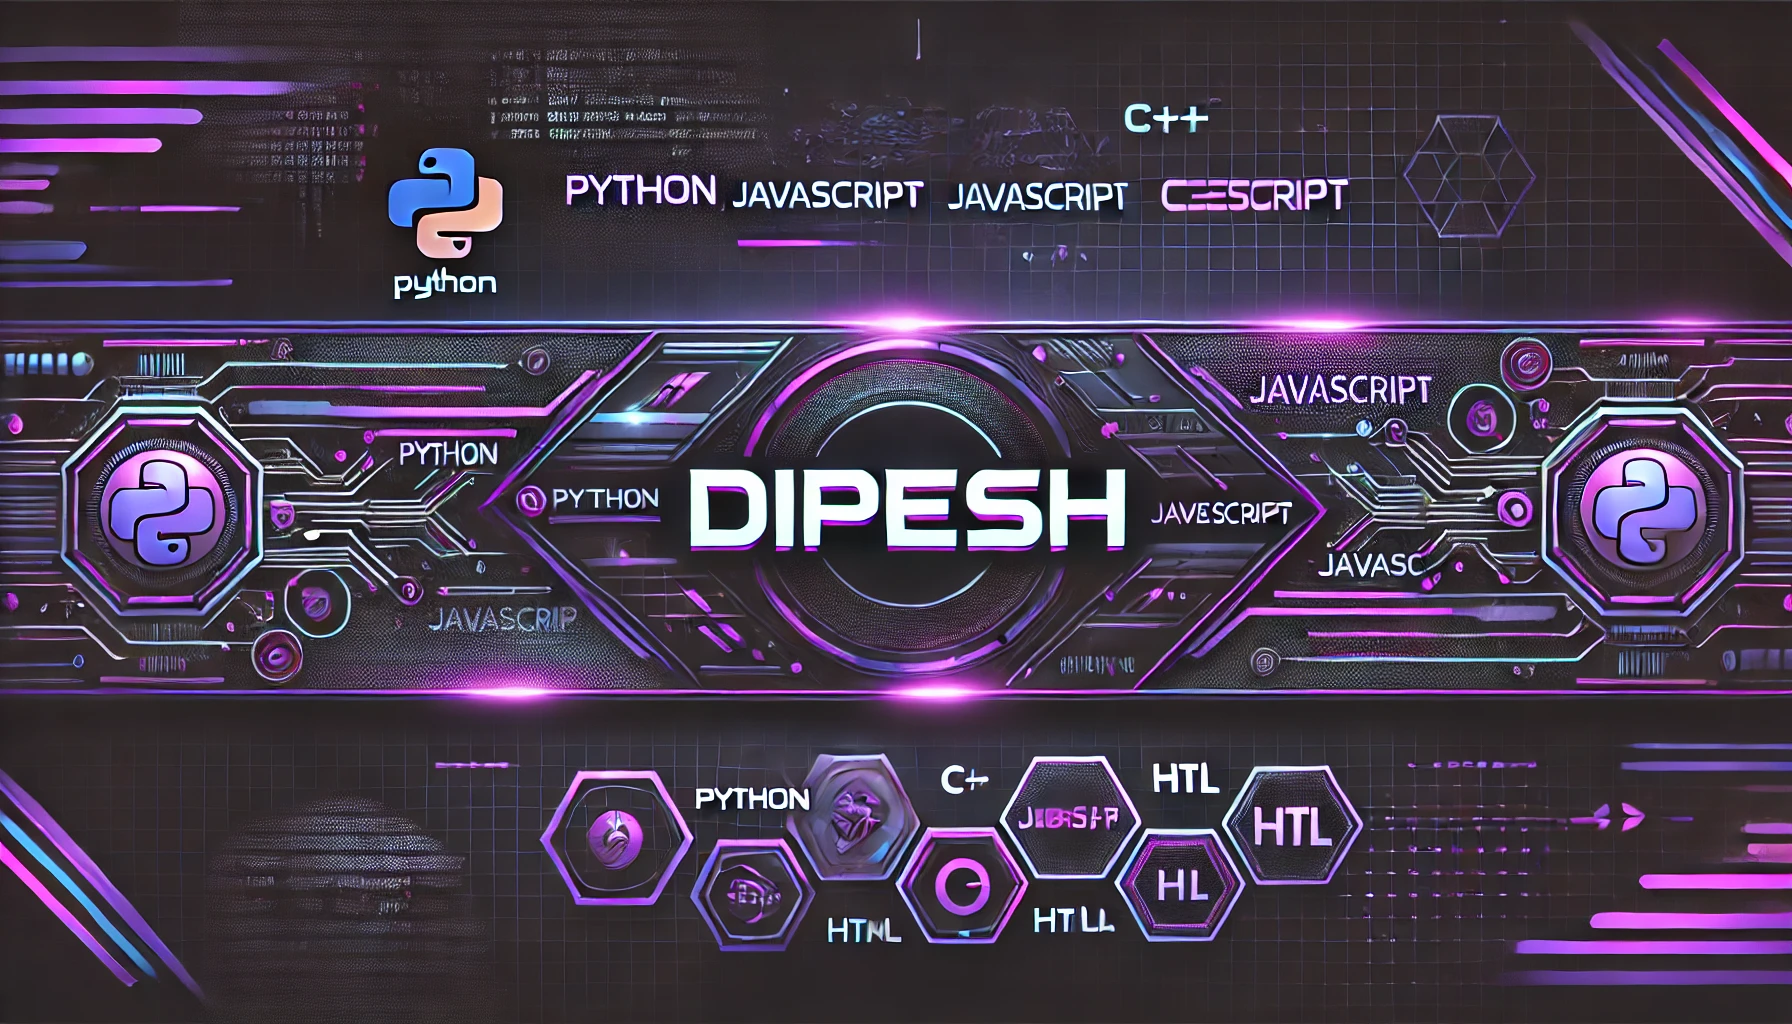 C++
PYTHON JAVASCRIPT JAVASCRIPT CEESCRIPT
python
JAVASCRIPT
PYTHON
PYTHON
DIPESH
JAVESCRIPT
JAVASC
JAVASCRIP
PYTHON
C+
HTL
HTL
HL
HTNL
HTLL